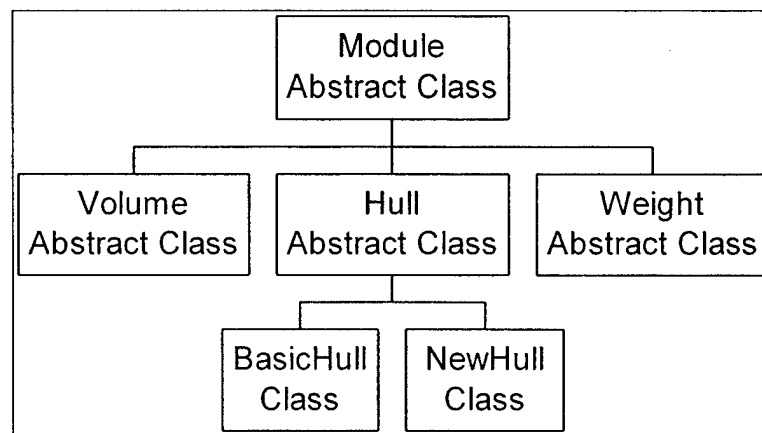 Module
Abstract Class
Volume
Abstract Class
Hull
Abstract Class
Weight
Abstract Class
BasicHull
Class
NewHull
Class